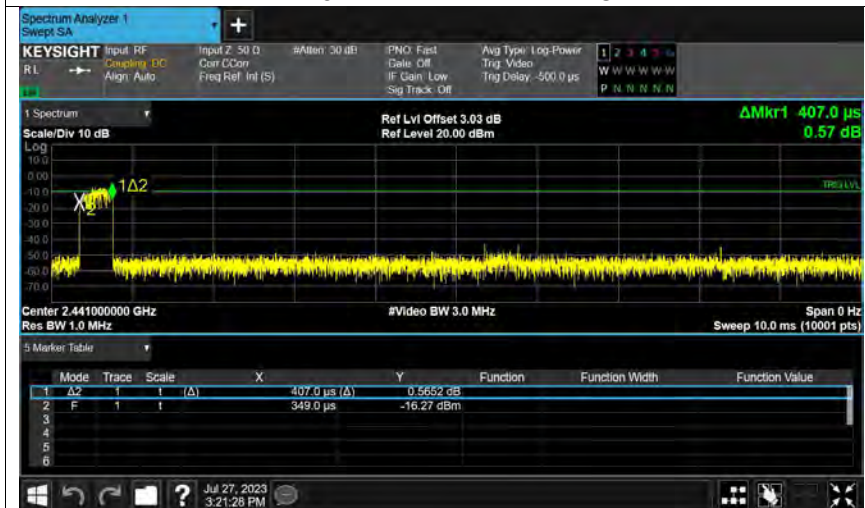 Spectrum Analyzer 1
Swept SA
+
KEYSIGHT Input: RF Input Z: 50 Ω #Atten: 30 dB PNO: Fast Avg Type: Log-Power 1 2 3 4 5 6
RL Coupling: DC Corr CCorr Gate: Off Trig: Video W W W W W W
Align: Auto Freq Ref: Int (S) IF Gain: Low Trig Delay: -500.0 µs P N N N N N
Sig Track: Off
1 Spectrum Ref Lvl Offset 3.03 dB ΔMkr1 407.0 µs
Scale/Div 10 dB Ref Level 20.00 dBm 0.57 dB
Log
10.0
0.00
-10.0 1Δ2 TRIG LVL
-20.0 X2
-30.0
-40.0
-50.0
-60.0
-70.0
Center 2.441000000 GHz #Video BW 3.0 MHz Span 0 Hz
Res BW 1.0 MHz Sweep 10.0 ms (10001 pts)
5 Marker Table
Mode Trace Scale X Y Function Function Width Function Value
1 Δ2 1 t (Δ) 407.0 µs (Δ) 0.5652 dB
2 F 1 t 349.0 µs -16.27 dBm
3
4
5
6
? Jul 27, 2023
3:21:28 PM